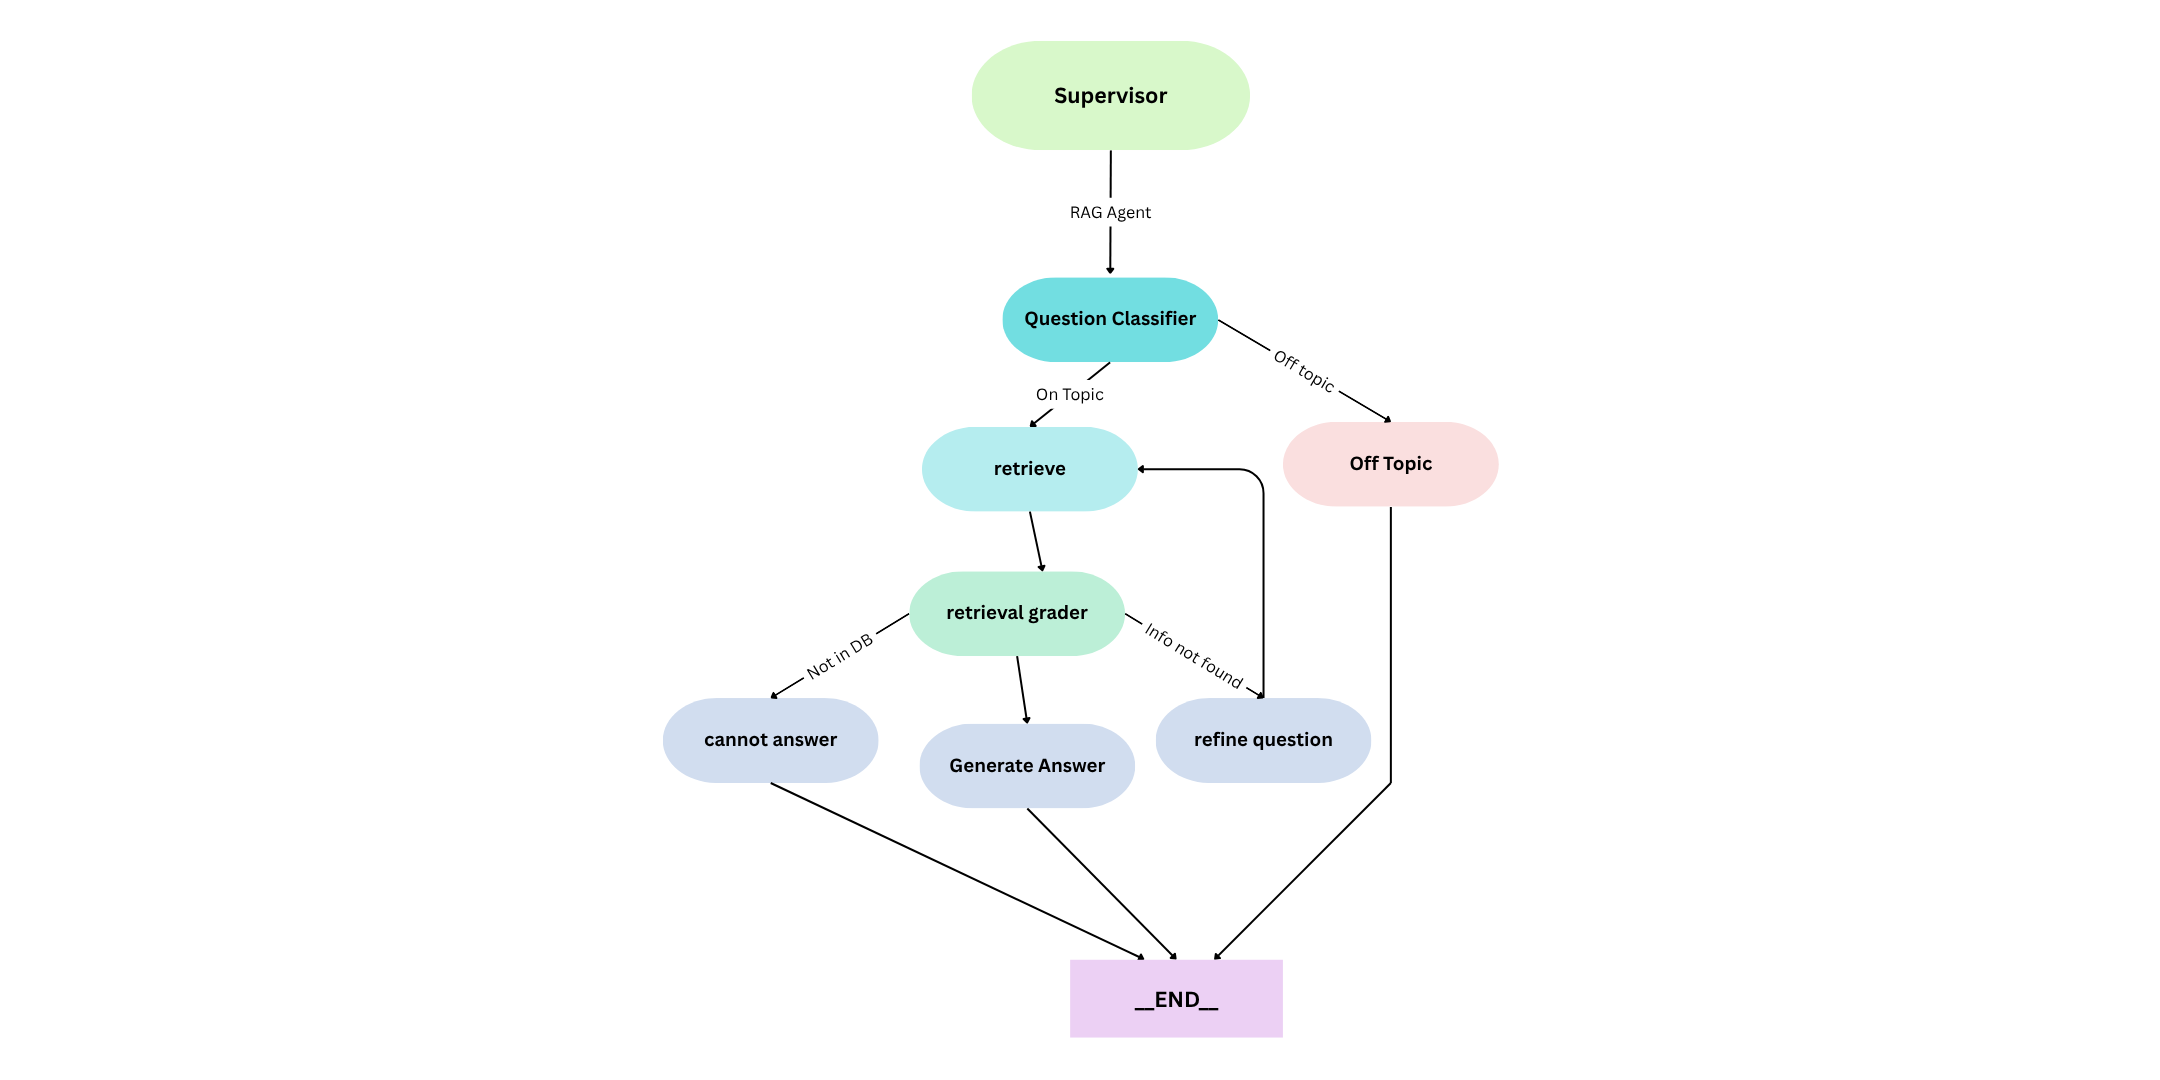 Supervisor
RAG Agent
Question Classifier
Off topic
On Topic
retrieve
Off Topic
retrieval grader
Not in DB
Info not found
cannot answer
Generate Answer
refine question
__END__